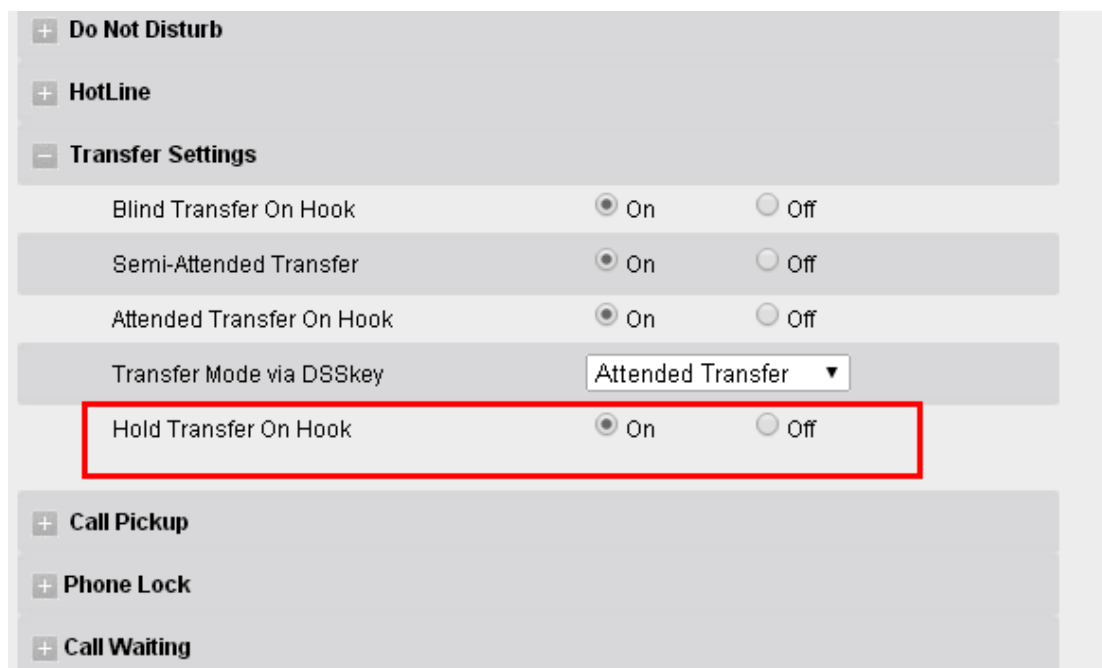 Do Not Disturb
HotLine
Transfer Settings
Blind Transfer On Hook On Off
Semi-Attended Transfer On Off
Attended Transfer On Hook On Off
Transfer Mode via DSSkey Attended Transfer
Hold Transfer On Hook On Off
Call Pickup
Phone Lock
Call Waiting